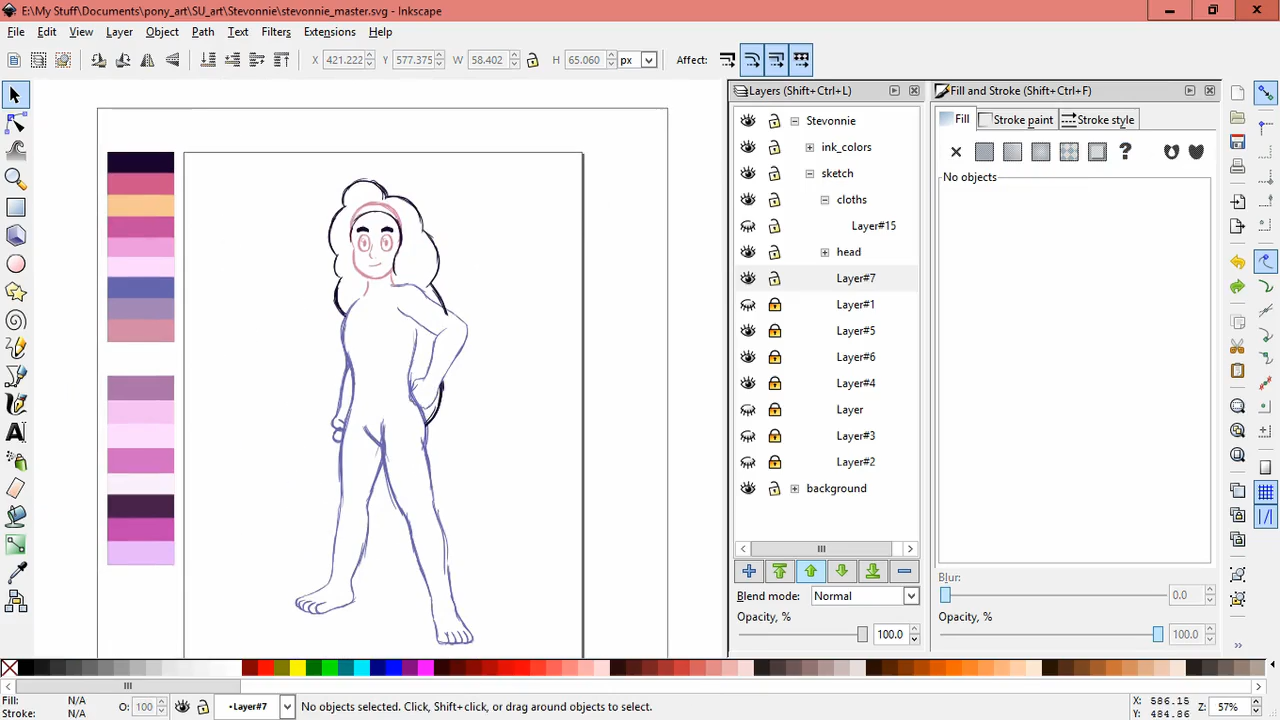 E:\My Stuff\Documents\pony_art\SU_art\Stevonnie\stevonnie_master.svg - Inkscape
File Edit View Layer Object Path Filters Text Extensions Help
X 421.222 Y 577.375 W 58.402 H 65.060 px Affect:
Layers (Shift+Ctrl+L)
Fill and Stroke (Shift+Ctrl+F)
Stevonnie
Fill Stroke paint Stroke style
ink_colors
sketch
No objects
cloths
Layer#15
head
Layer#7
Layer#1
Layer#5
Layer#6
Layer#4
Layer
Layer#3
Layer#2
background
Blend mode: Normal
Opacity, % 100.0
Blur: 0.0
Opacity, % 100.0
Fill: N/A
Stroke: N/A
O: 100
•Layer#7
No objects selected. Click, Shift+click, or drag around objects to select.
X: 586.15
Y: 484.86
Z: 57%